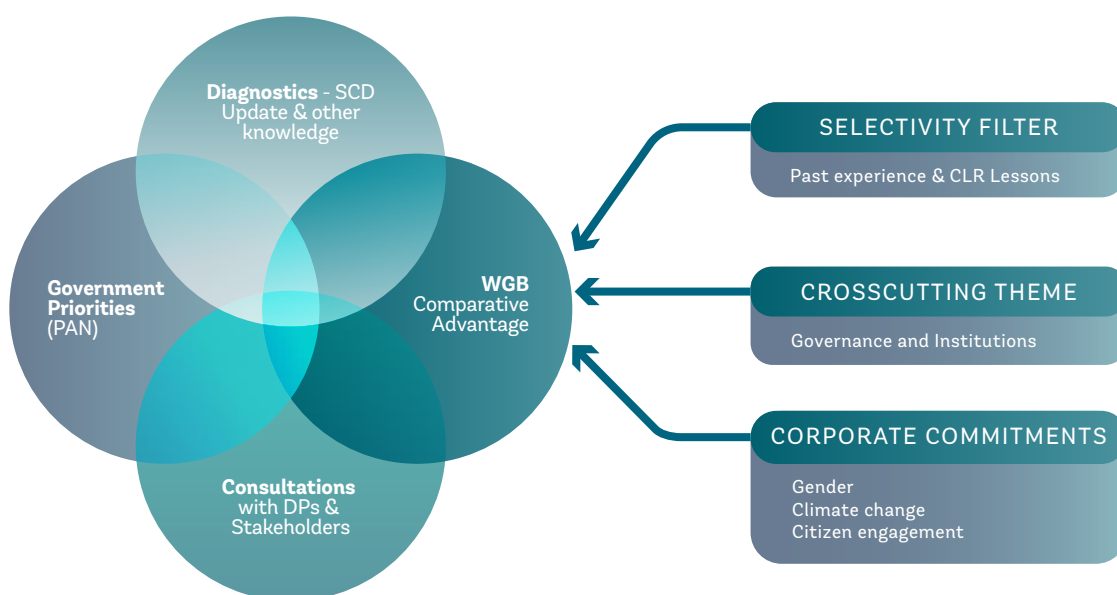 Diagnostics - SCD
Update & other
knowledge
Government
Priorities
(PAN)
WGB
Comparative
Advantage
Consultations
with DPs &
Stakeholders
SELECTIVITY FILTER
Past experience & CLR Lessons
CROSSCUTTING THEME
Governance and Institutions
CORPORATE COMMITMENTS
Gender
Climate change
Citizen engagement